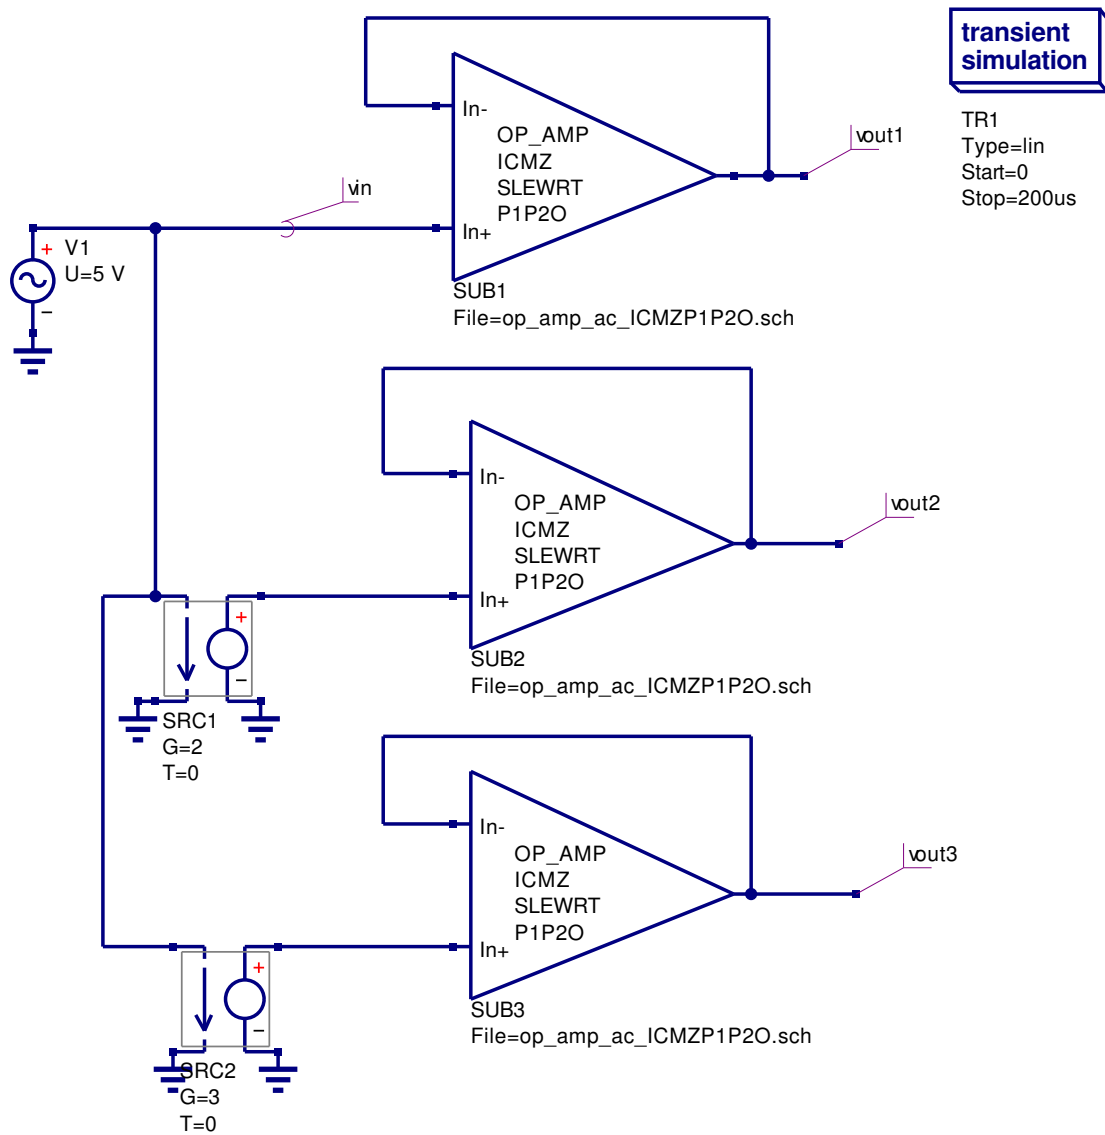 transient
simulation
TR1
Type=lin
Start=0
Stop=200us
In-
OP_AMP
ICMZ
SLEWRT
P1P2O
In+
vout1
vin
+
V1
U=5 V
−
SUB1
File=op_amp_ac_ICMZP1P2O.sch
In-
OP_AMP
ICMZ
SLEWRT
P1P2O
In+
vout2
SUB2
File=op_amp_ac_ICMZP1P2O.sch
+
−
SRC1
G=2
T=0
In-
OP_AMP
ICMZ
SLEWRT
P1P2O
In+
vout3
SUB3
File=op_amp_ac_ICMZP1P2O.sch
+
−
SRC2
G=3
T=0